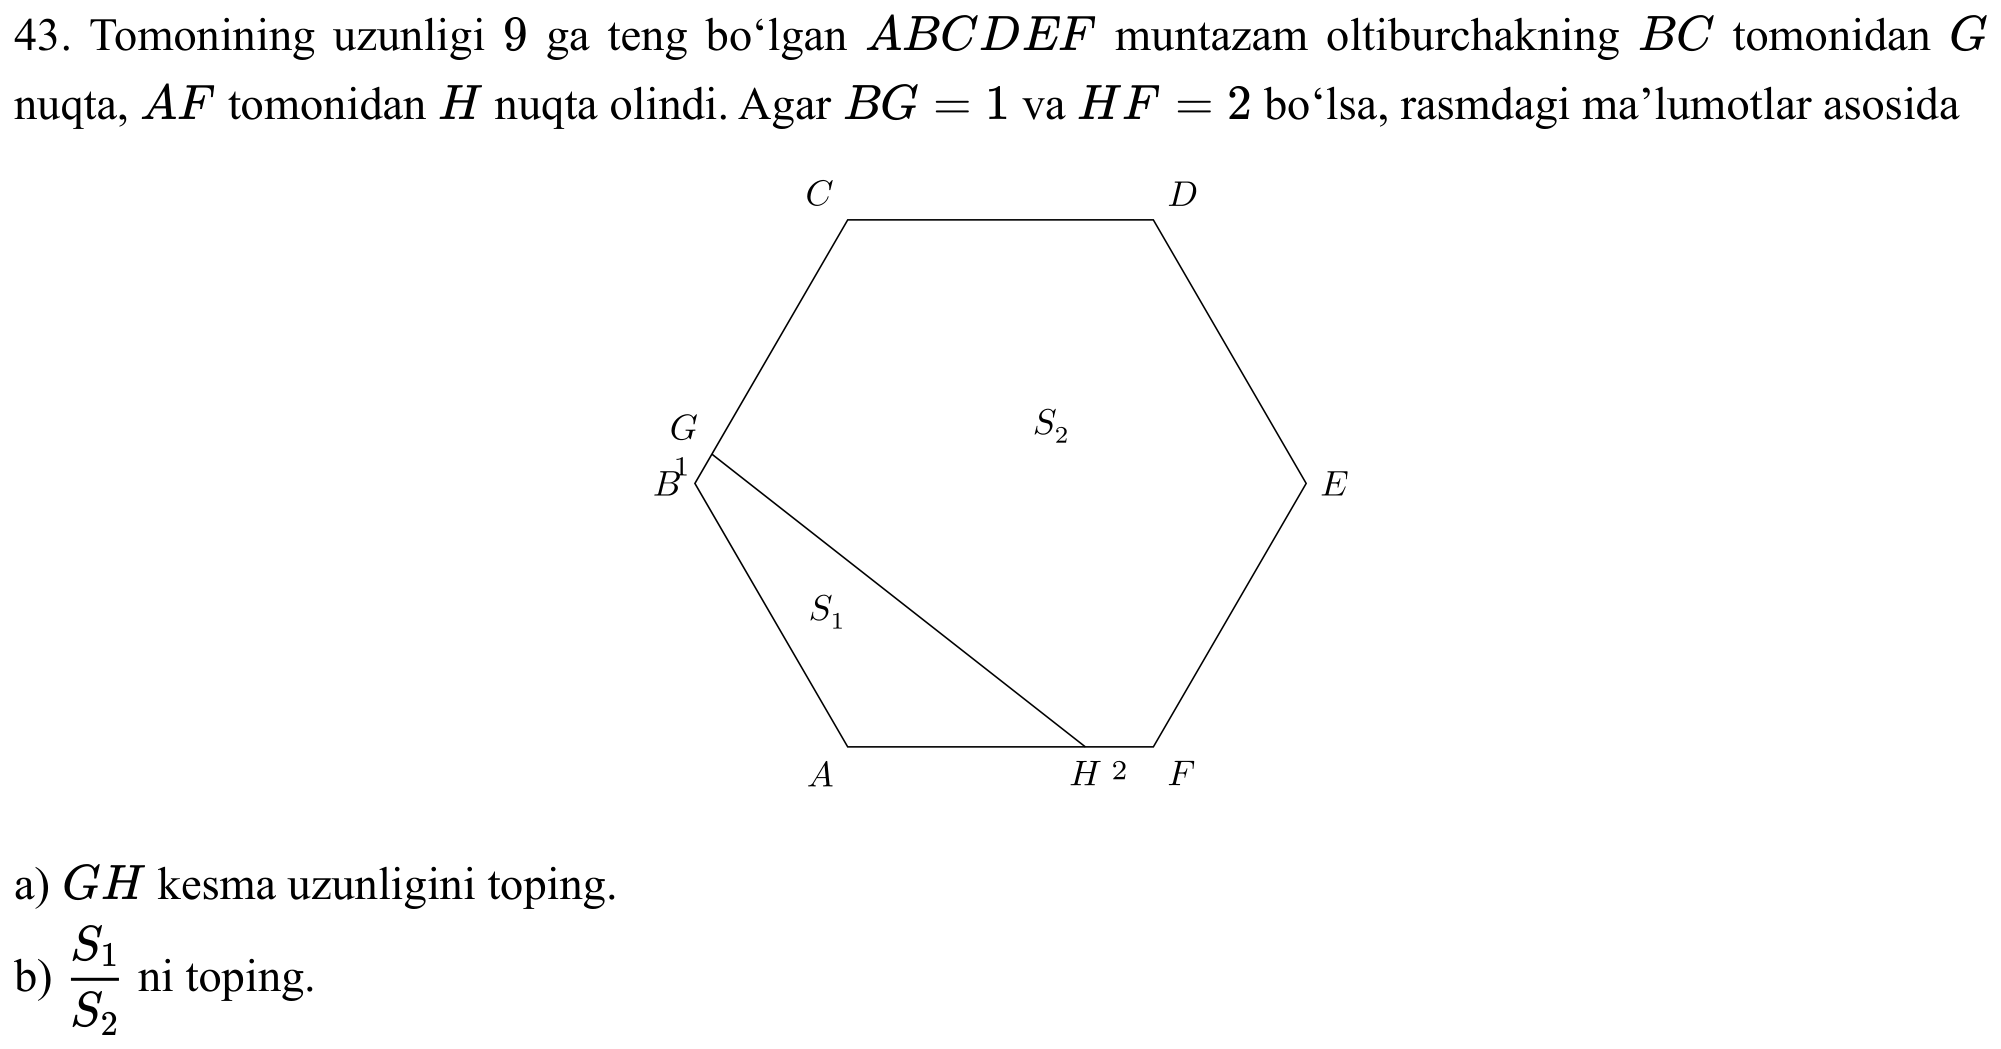 43. Tomonining uzunligi 9 ga teng bo‘lgan ABCDEF muntazam oltiburchakning BC tomonidan G
nuqta, AF tomonidan H nuqta olindi. Agar BG = 1 va HF = 2 bo‘lsa, rasmdagi ma’lumotlar asosida
C D
G S₂
1
B E
S₁
A H 2 F
a) GH kesma uzunligini toping.
b) S₁/S₂ ni toping.